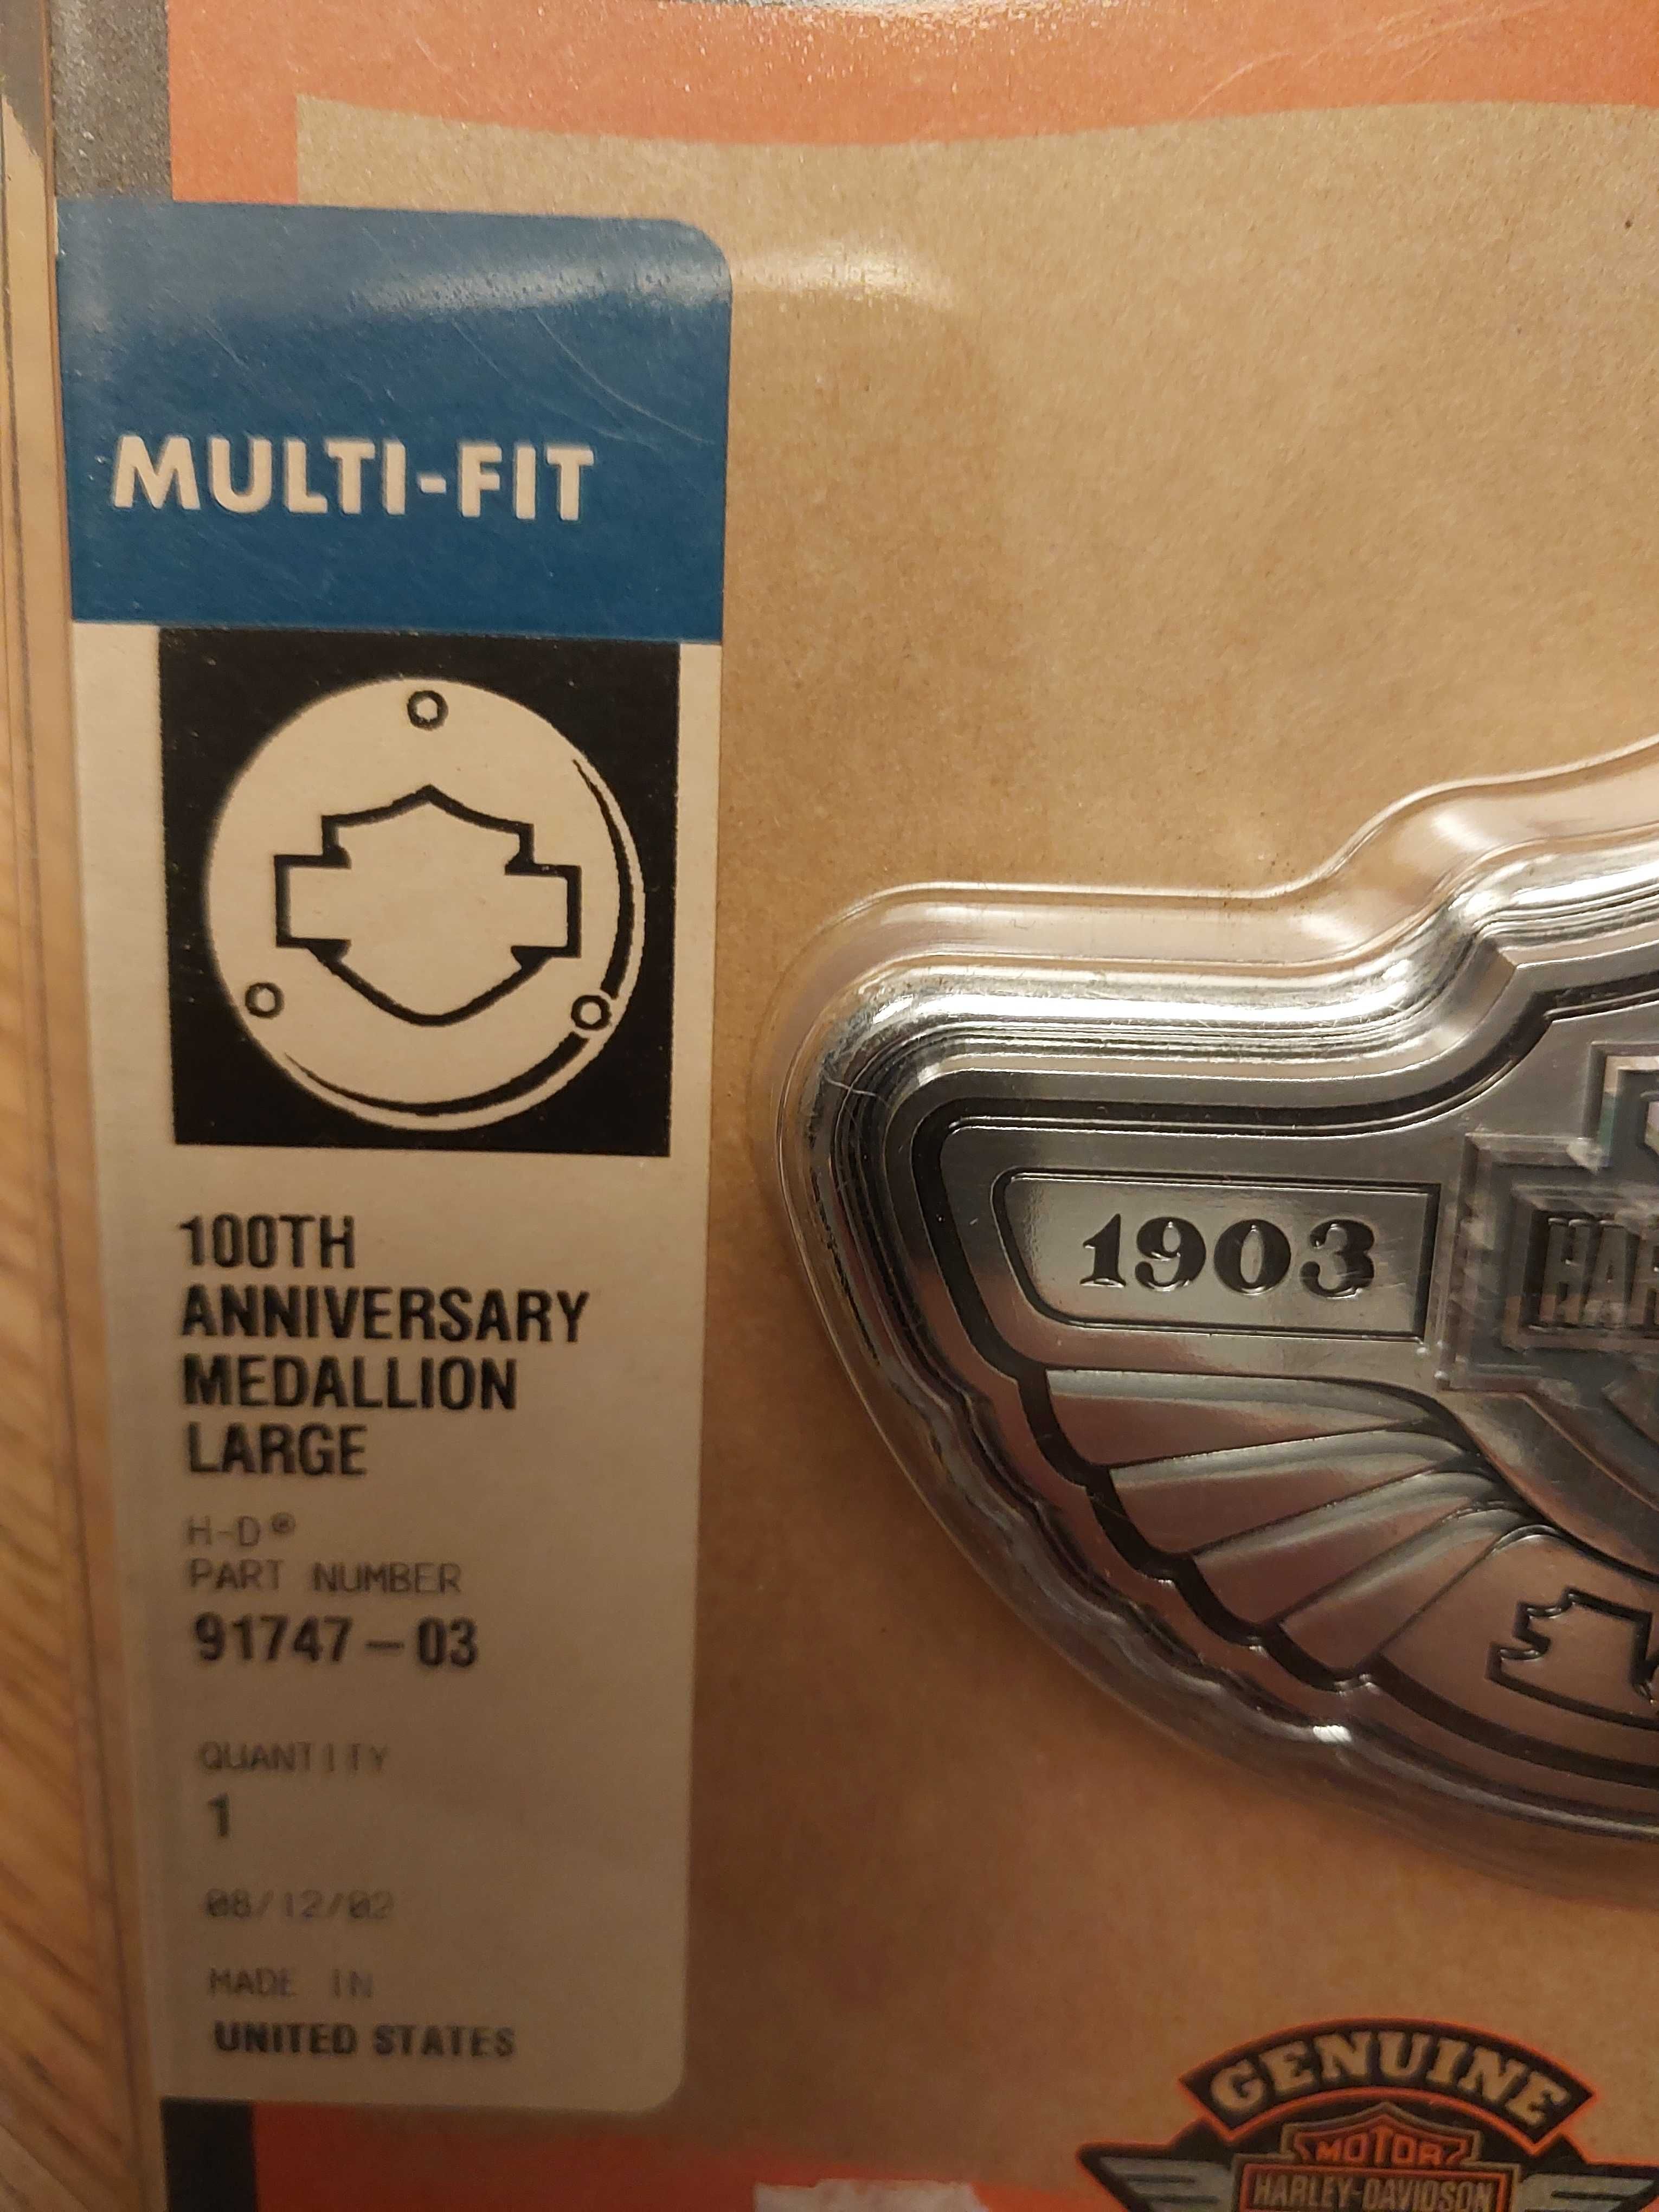 MULTI-FIT
100TH
ANNIVERSARY
MEDALLION
LARGE
H-D®
PART NUMBER
91747-03
QUANTITY
1
08/12/02
MADE IN
UNITED STATES
1903
HAR
GENUINE
MOTOR
HARLEY-DAVIDSON